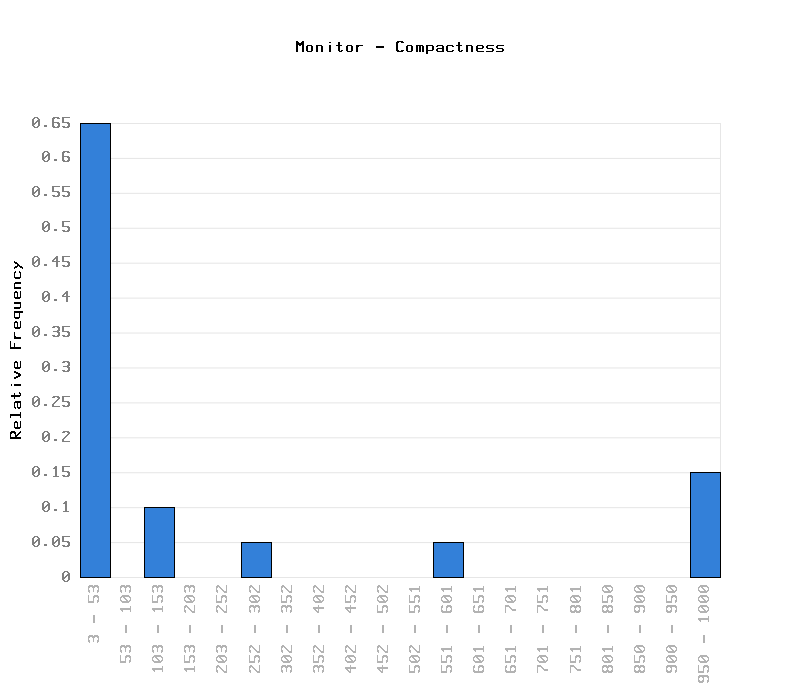 Monitor - Compactness
Relative Frequency
0.65
0.6
0.55
0.5
0.45
0.4
0.35
0.3
0.25
0.2
0.15
0.1
0.05
0
3 - 53
53 - 103
103 - 153
153 - 203
203 - 252
252 - 302
302 - 352
352 - 402
402 - 452
452 - 502
502 - 551
551 - 601
601 - 651
651 - 701
701 - 751
751 - 801
801 - 850
850 - 900
900 - 950
950 - 1000